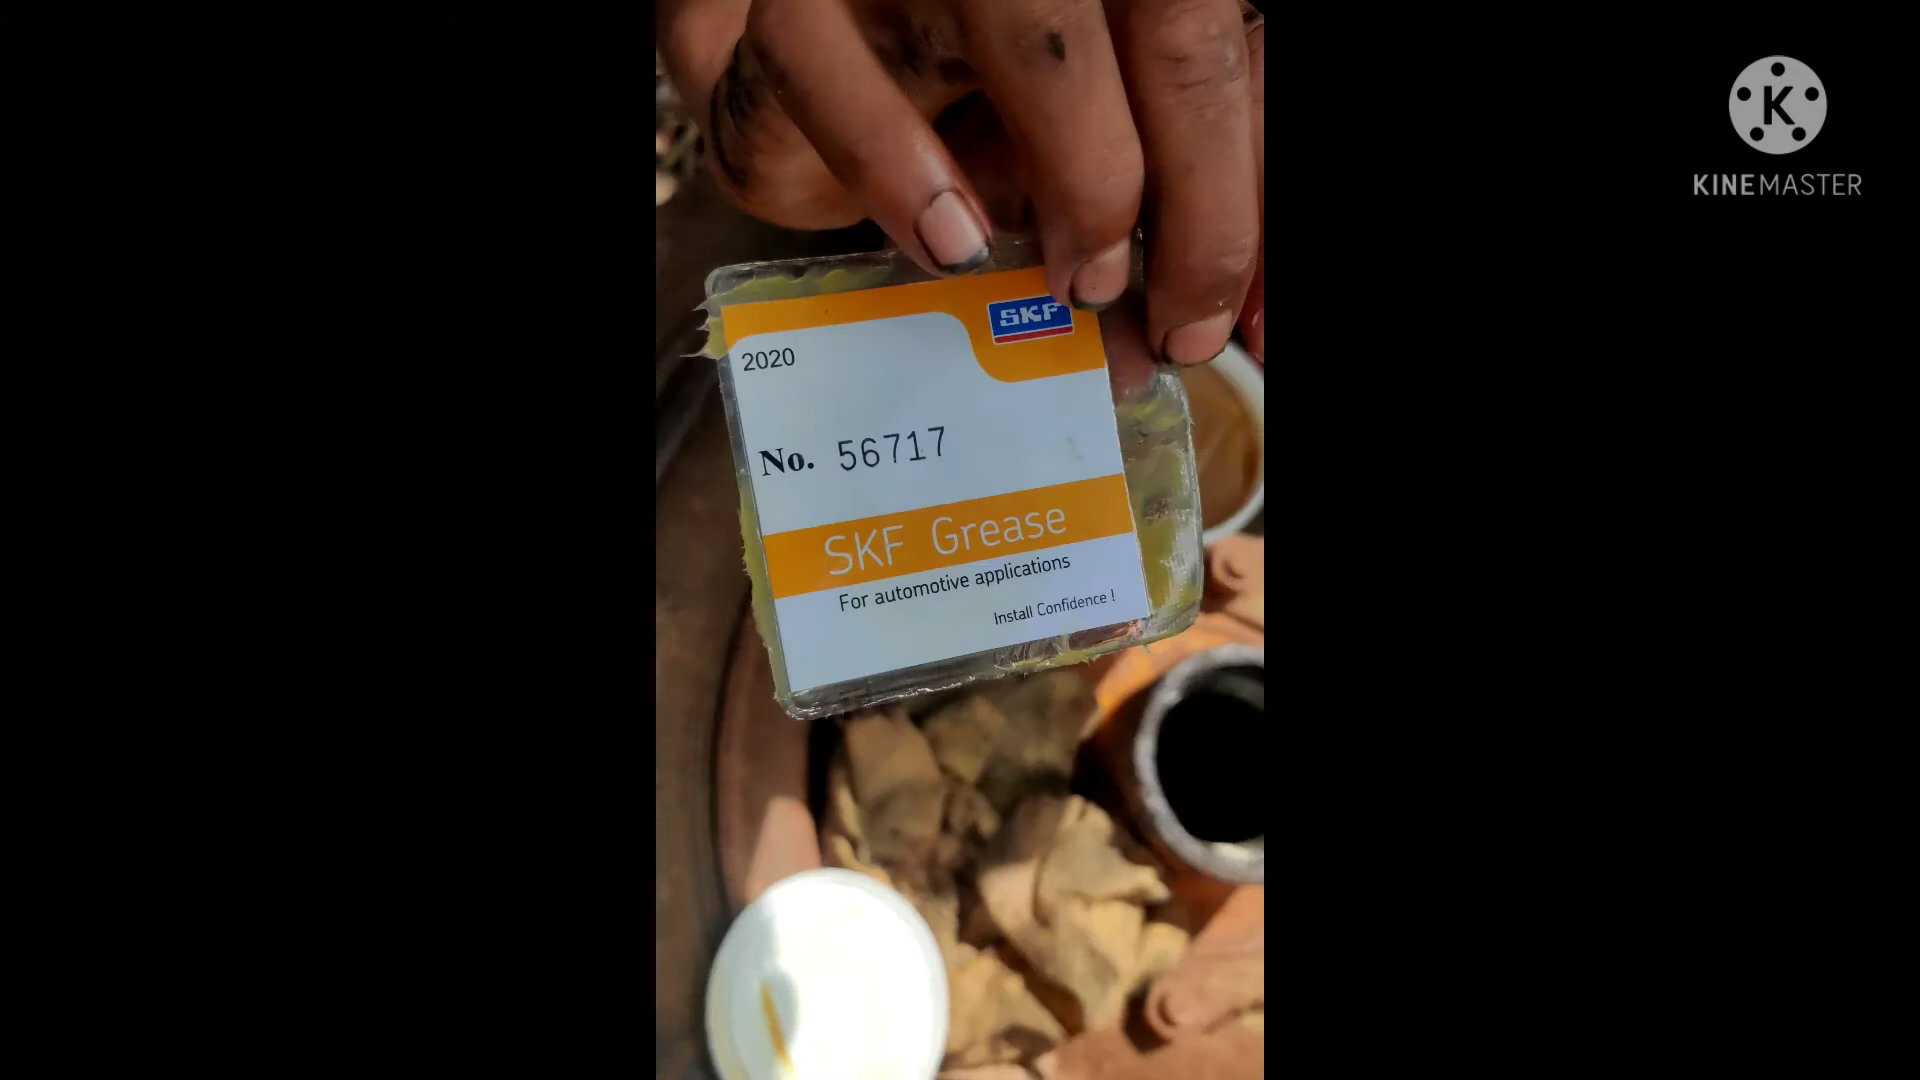 K
KINEMASTER
SKF
2020
No. 56717
SKF Grease
For automotive applications
Install Confidence !